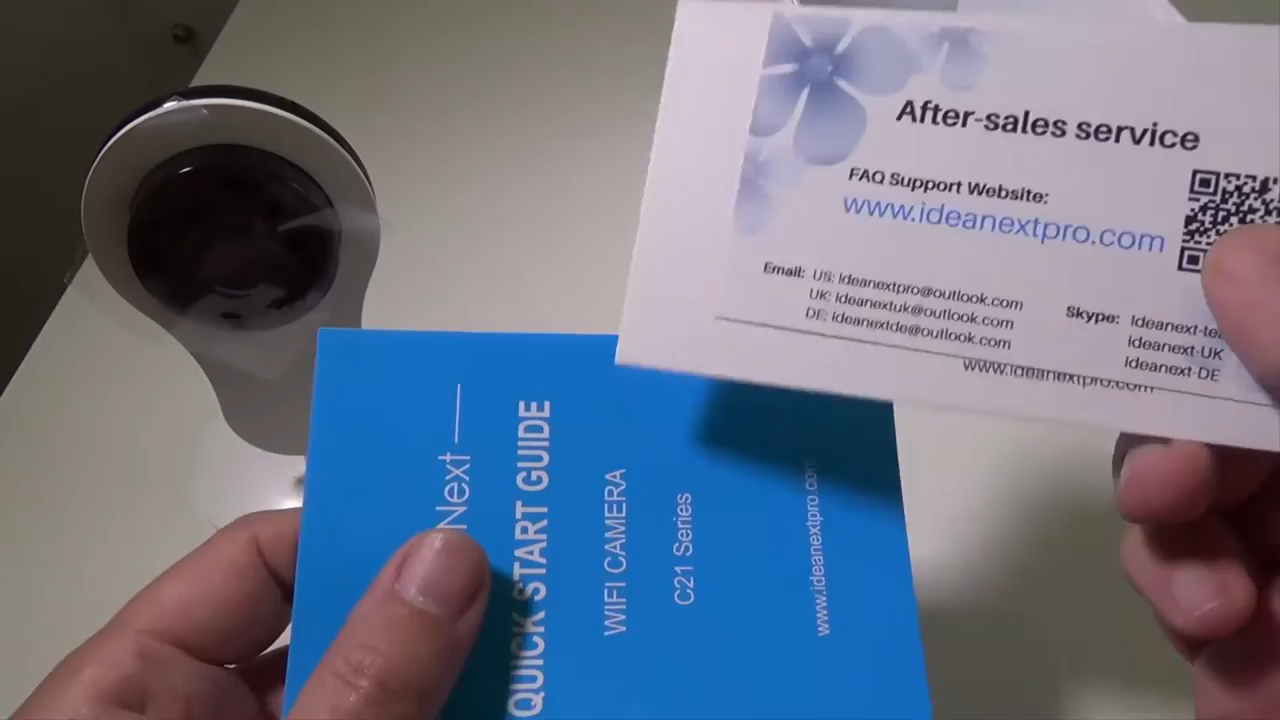 After-sales service
FAQ Support Website:
www.ideanextpro.com
Email: US: ideanextpro@outlook.com
UK: ideanextuk@outlook.com
DE: ideanextde@outlook.com
Skype: Ideanext-te
Ideanext-UK
Ideanext-DE
www.ideanextpro.com
Next
QUICK START GUIDE
WIFI CAMERA
C21 Series
www.ideanextpro.com